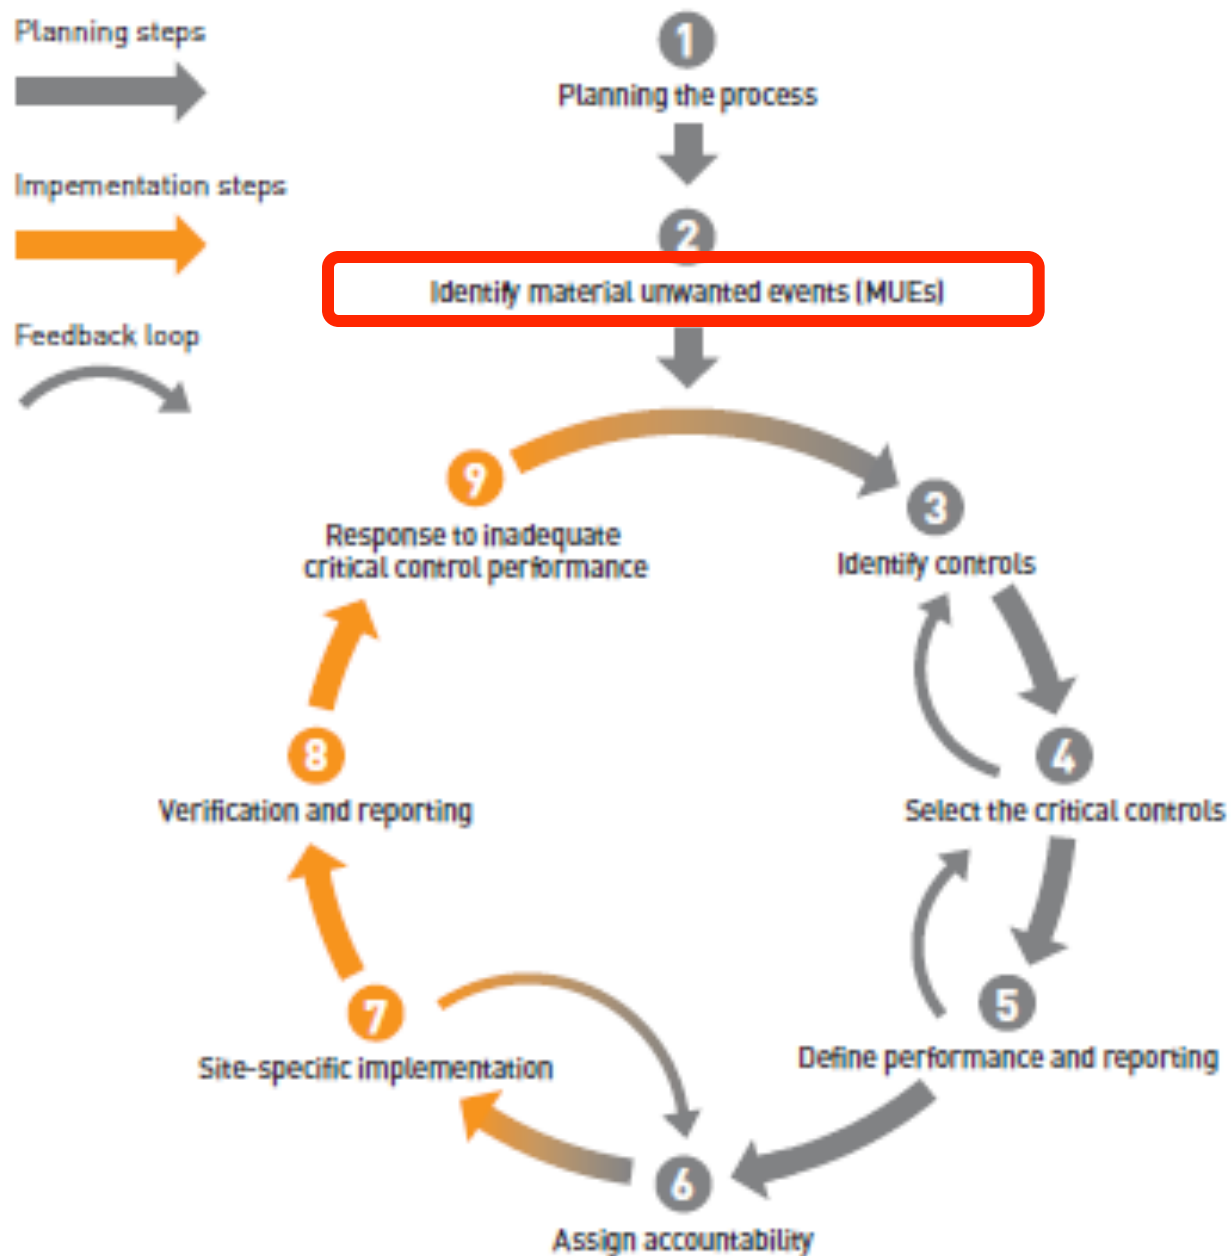 Planning steps
1
Planning the process
Impementation steps
2
Identify material unwanted events (MUEs)
Feedback loop
9
Response to inadequate
critical control performance
3
Identify controls
8
Verification and reporting
4
Select the critical controls
7
Site-specific implementation
5
Define performance and reporting
6
Assign accountability